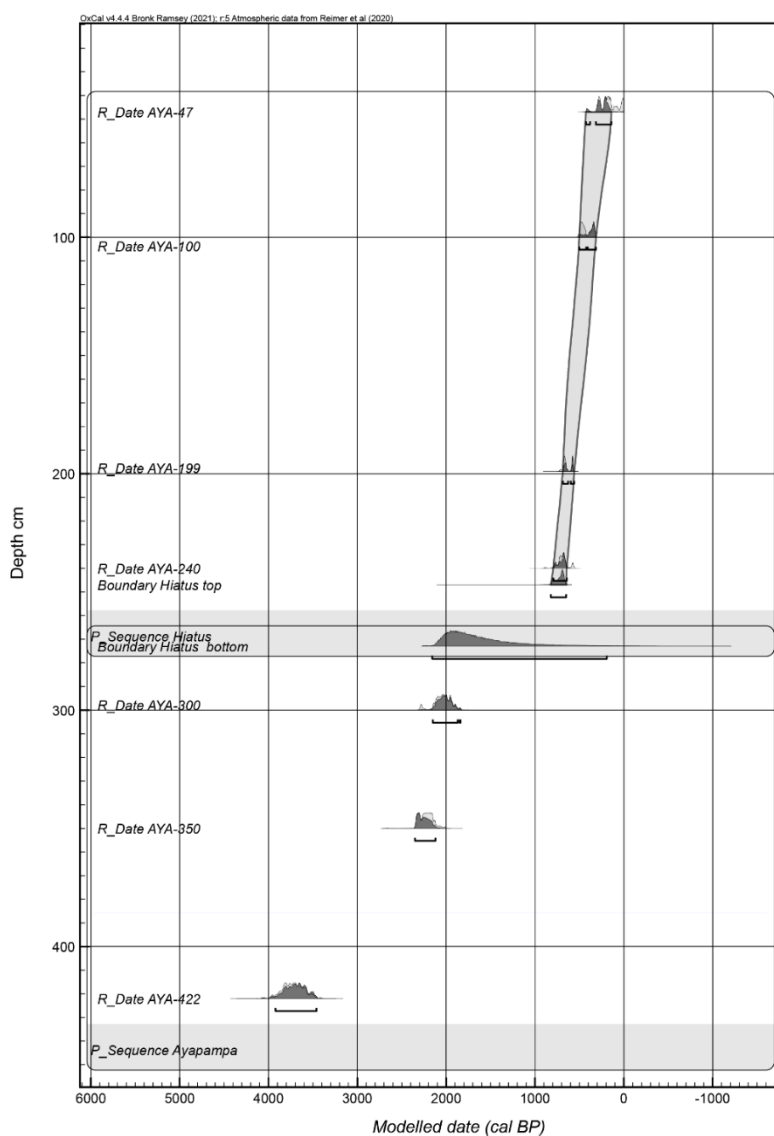 OxCal v4.4.4 Bronk Ramsey (2021); r:5 Atmospheric data from Reimer et al (2020)
R_Date AYA-47
100
R_Date AYA-100
R_Date AYA-199
200
R_Date AYA-240
Boundary Hiatus top
P_Sequence Hiatus
Boundary Hiatus bottom
R_Date AYA-300
300
R_Date AYA-350
400
R_Date AYA-422
P_Sequence Ayapampa
Depth cm
6000 5000 4000 3000 2000 1000 0 -1000
Modelled date (cal BP)